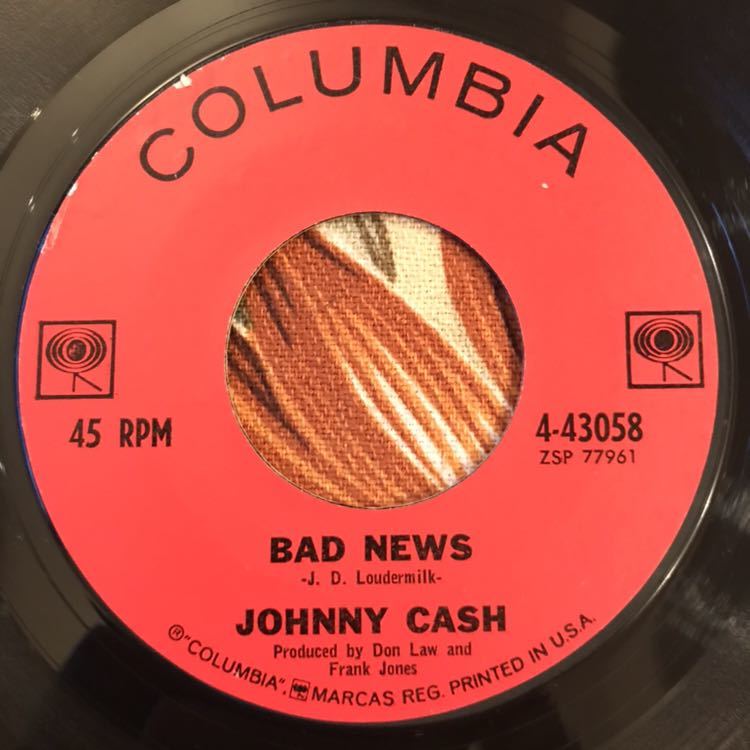 COLUMBIA
45 RPM
4-43058
ZSP 77961
BAD NEWS
-J. D. Loudermilk-
JOHNNY CASH
Produced by Don Law and
Frank Jones
®"COLUMBIA", MARCAS REG. PRINTED IN U.S.A.